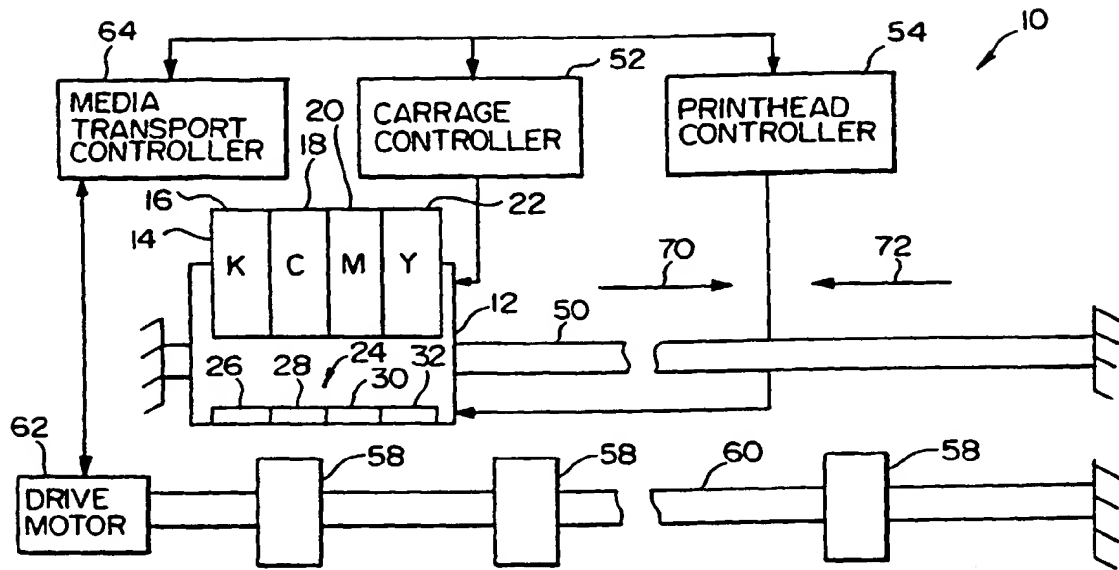 64
52
54
10
MEDIA
TRANSPORT
CONTROLLER
CARRAGE
CONTROLLER
PRINTHEAD
CONTROLLER
20
18
16
22
14
K C M Y
70
72
12
50
26
28
24
30
32
62
58
58
60
58
DRIVE
MOTOR